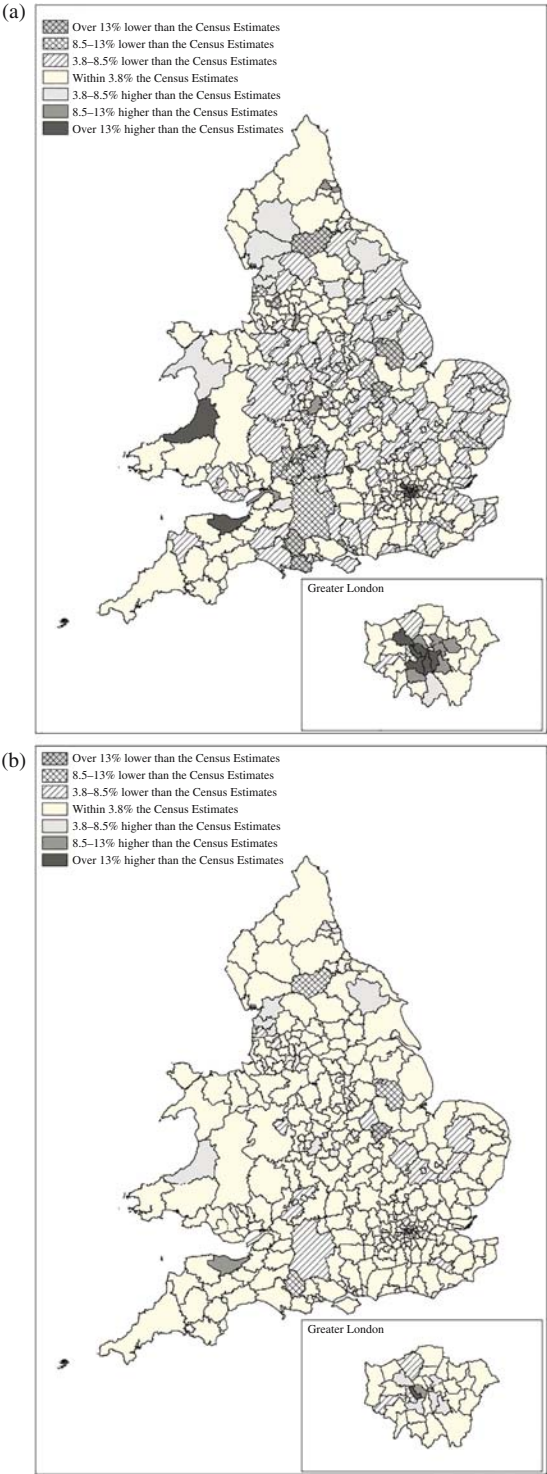 (a)
Over 13% lower than the Census Estimates
8.5–13% lower than the Census Estimates
3.8–8.5% lower than the Census Estimates
Within 3.8% the Census Estimates
3.8–8.5% higher than the Census Estimates
8.5–13% higher than the Census Estimates
Over 13% higher than the Census Estimates
Greater London
(b)
Over 13% lower than the Census Estimates
8.5–13% lower than the Census Estimates
3.8–8.5% lower than the Census Estimates
Within 3.8% the Census Estimates
3.8–8.5% higher than the Census Estimates
8.5–13% higher than the Census Estimates
Over 13% higher than the Census Estimates
Greater London